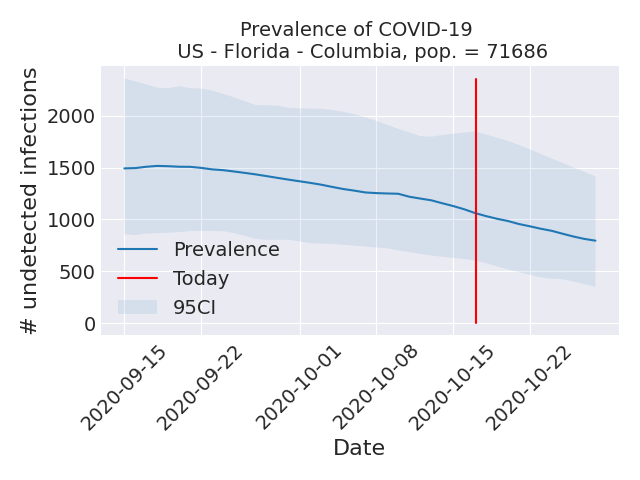 Prevalence of COVID-19
US - Florida - Columbia, pop. = 71686
# undetected infections
2000
1500
1000
500
0
Prevalence
Today
95CI
2020-09-15
2020-09-22
2020-10-01
2020-10-08
2020-10-15
2020-10-22
Date